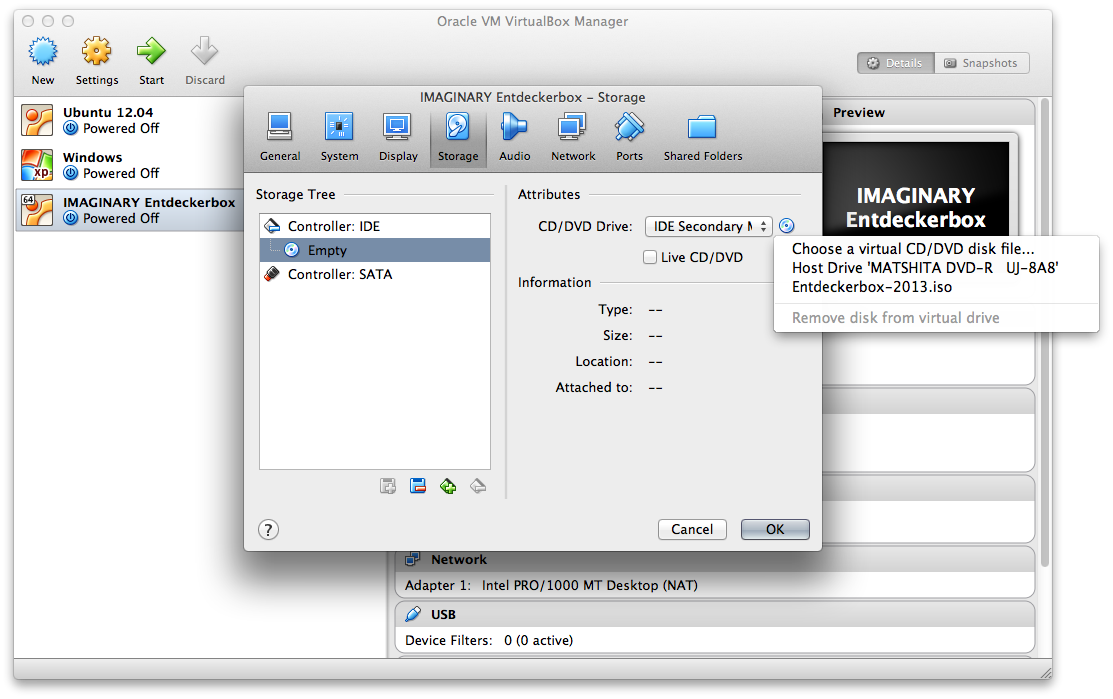 Oracle VM VirtualBox Manager
New
Settings
Start
Discard
Details
Snapshots
Ubuntu 12.04
Powered Off
Windows
Powered Off
64
IMAGINARY Entdeckerbox
Powered Off
xp
IMAGINARY Entdeckerbox – Storage
General
System
Display
Storage
Audio
Network
Ports
Shared Folders
Storage Tree
Controller: IDE
Empty
Controller: SATA
Attributes
CD/DVD Drive:
IDE Secondary M
Live CD/DVD
Information
Type: --
Size: --
Location: --
Attached to: --
?
Cancel
OK
Preview
IMAGINARY
Entdeckerbox
Choose a virtual CD/DVD disk file...
Host Drive 'MATSHITA DVD-R   UJ-8A8'
Entdeckerbox-2013.iso
Remove disk from virtual drive
Network
Adapter 1: Intel PRO/1000 MT Desktop (NAT)
USB
Device Filters: 0 (0 active)